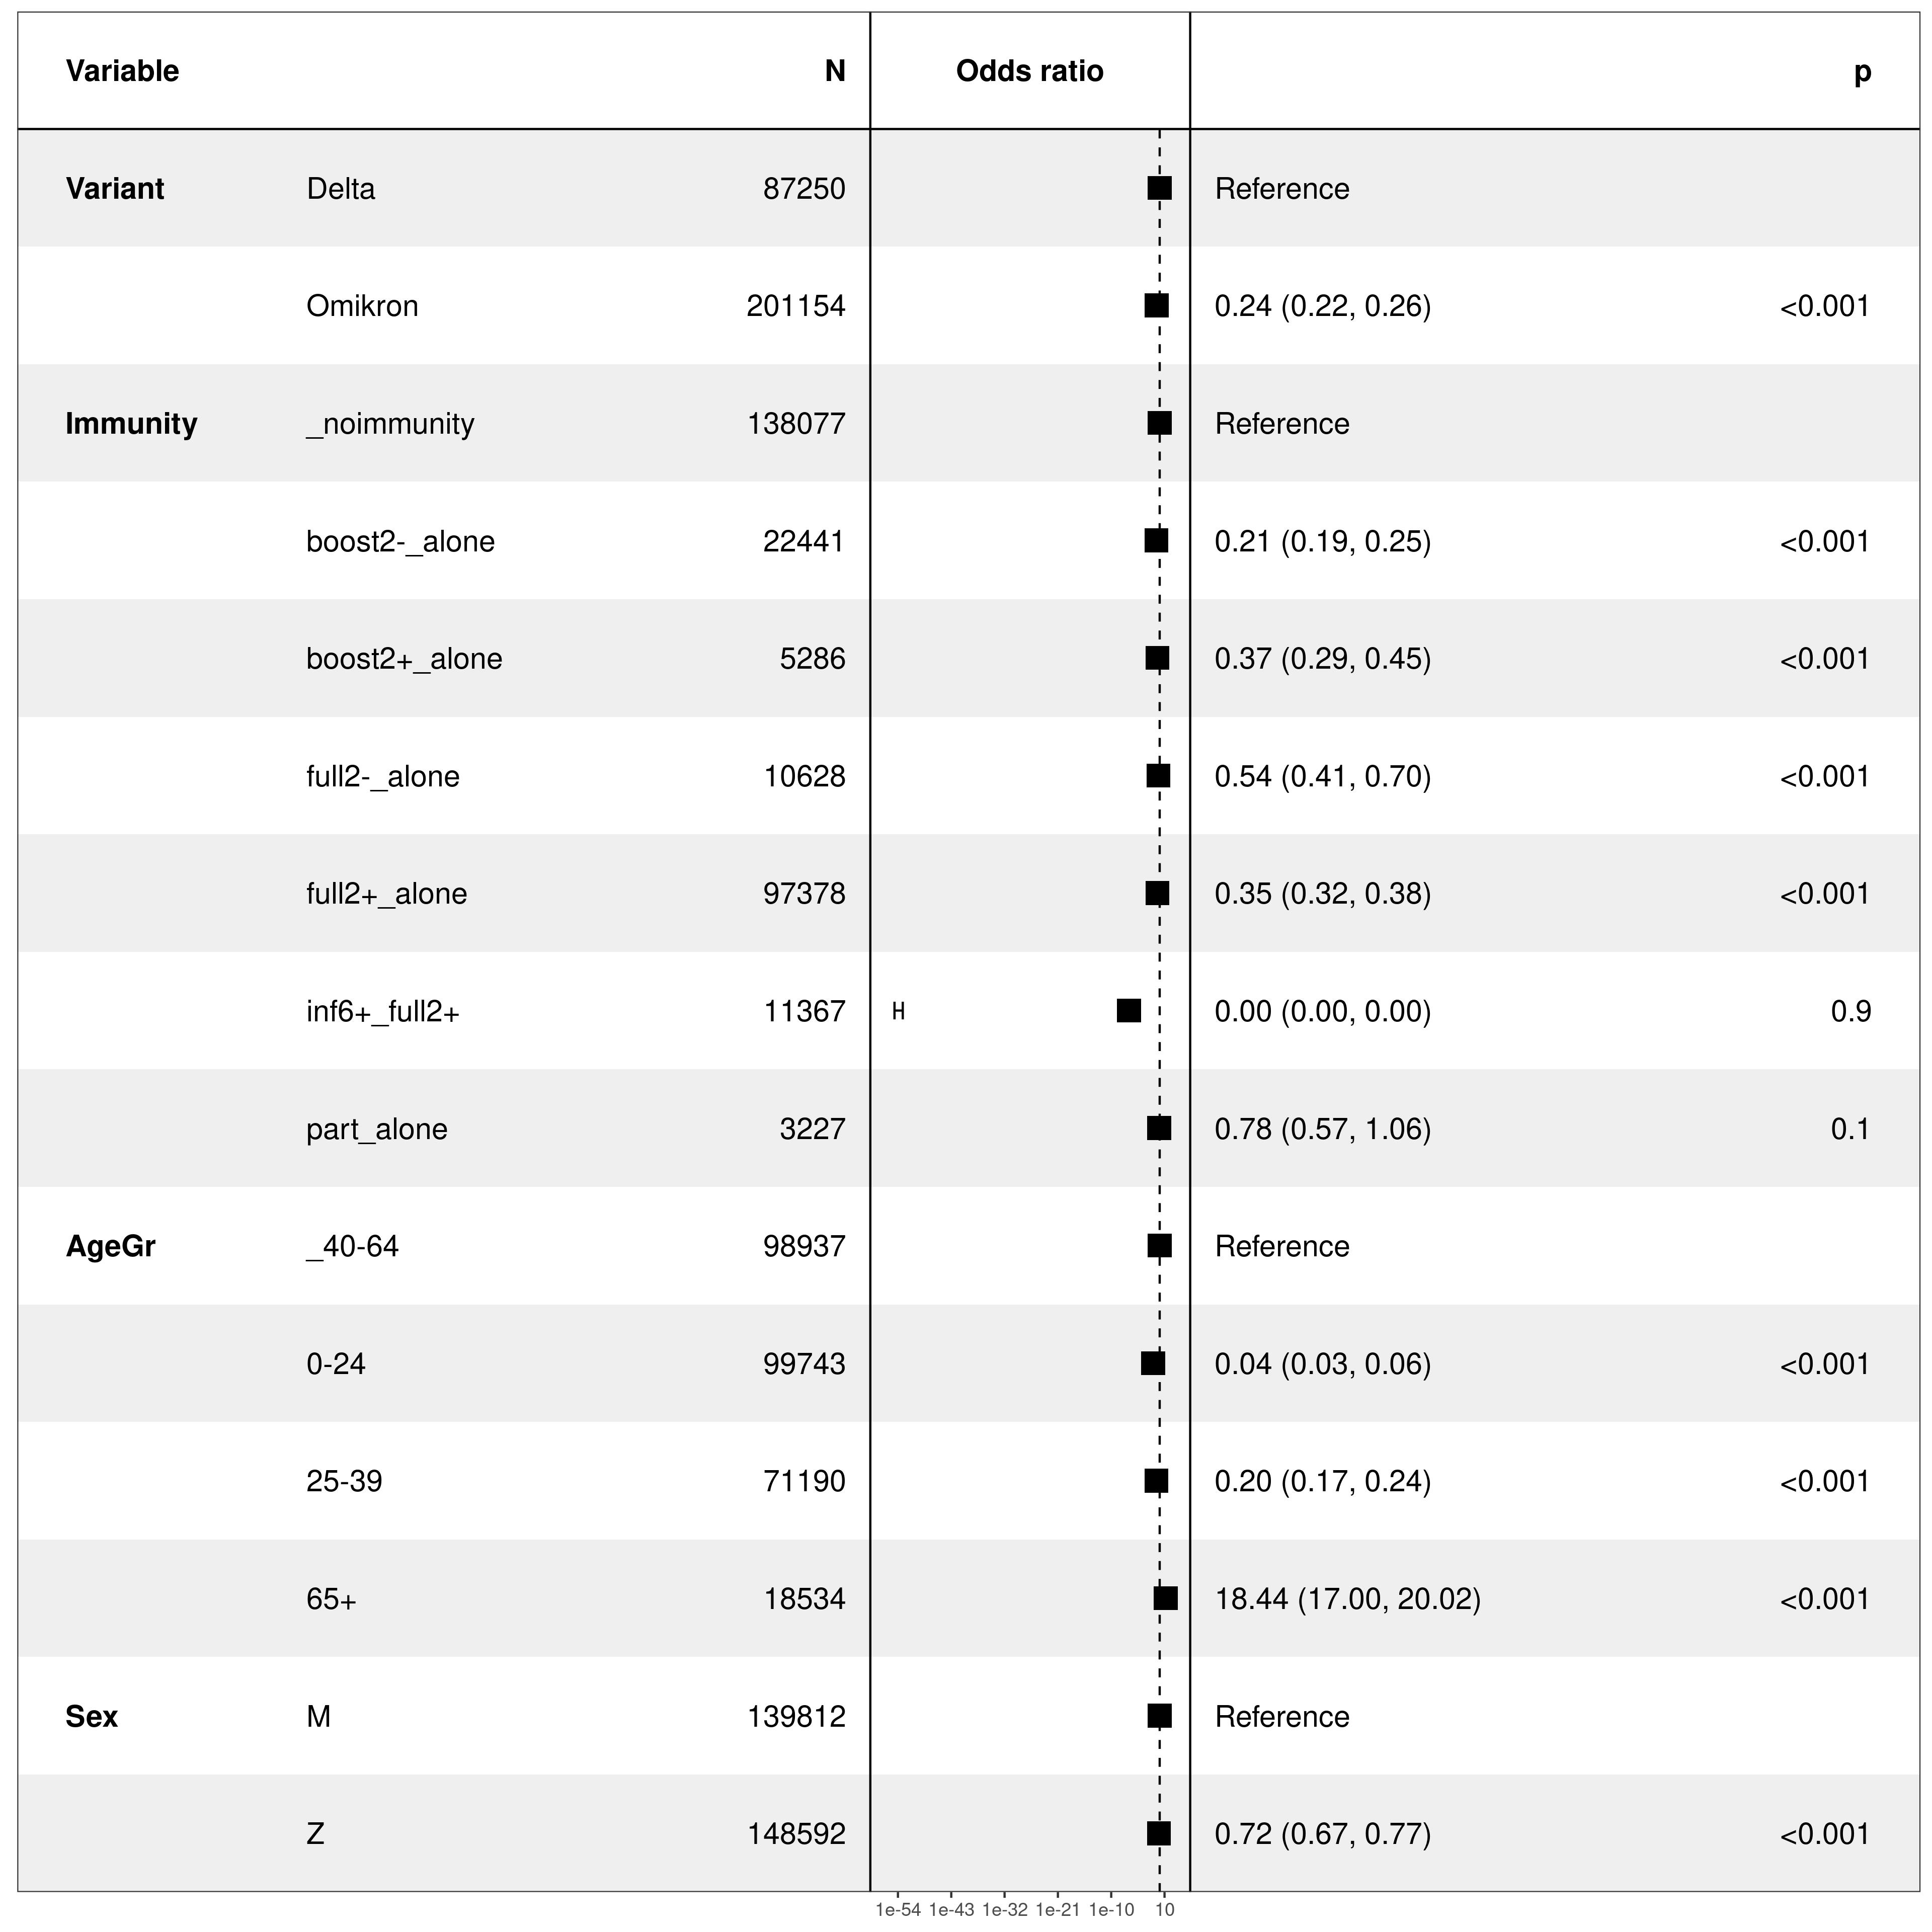 Variable N Odds ratio p
Variant Delta 87250 Reference
Omikron 201154 0.24 (0.22, 0.26) <0.001
Immunity _noimmunity 138077 Reference
boost2-_alone 22441 0.21 (0.19, 0.25) <0.001
boost2+_alone 5286 0.37 (0.29, 0.45) <0.001
full2-_alone 10628 0.54 (0.41, 0.70) <0.001
full2+_alone 97378 0.35 (0.32, 0.38) <0.001
inf6+_full2+ 11367 0.00 (0.00, 0.00) 0.9
part_alone 3227 0.78 (0.57, 1.06) 0.1
AgeGr _40-64 98937 Reference
0-24 99743 0.04 (0.03, 0.06) <0.001
25-39 71190 0.20 (0.17, 0.24) <0.001
65+ 18534 18.44 (17.00, 20.02) <0.001
Sex M 139812 Reference
Z 148592 0.72 (0.67, 0.77) <0.001
1e-54 1e-43 1e-32 1e-21 1e-10 10